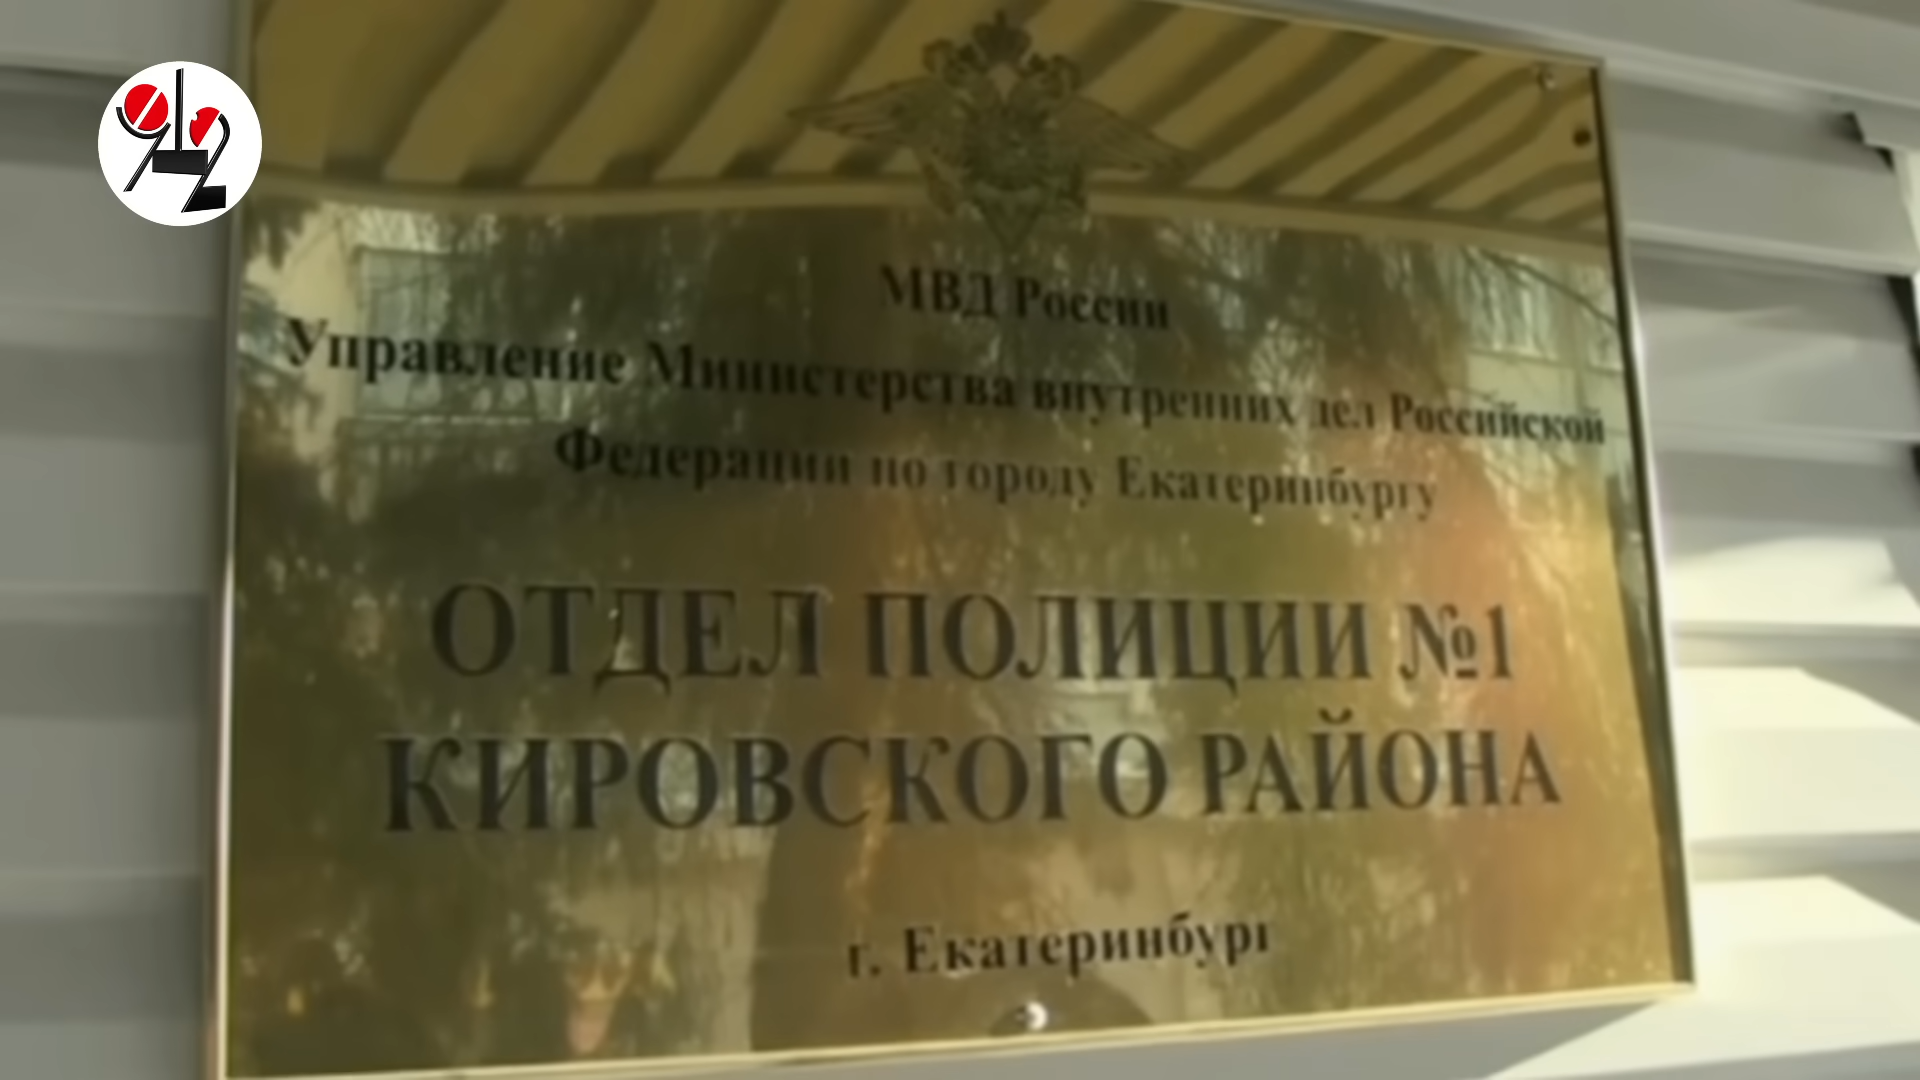 МВД России
Управление Министерства внутренних дел Российской
Федерации по городу Екатеринбургу
ОТДЕЛ ПОЛИЦИИ №1
КИРОВСКОГО РАЙОНА
г. Екатеринбург